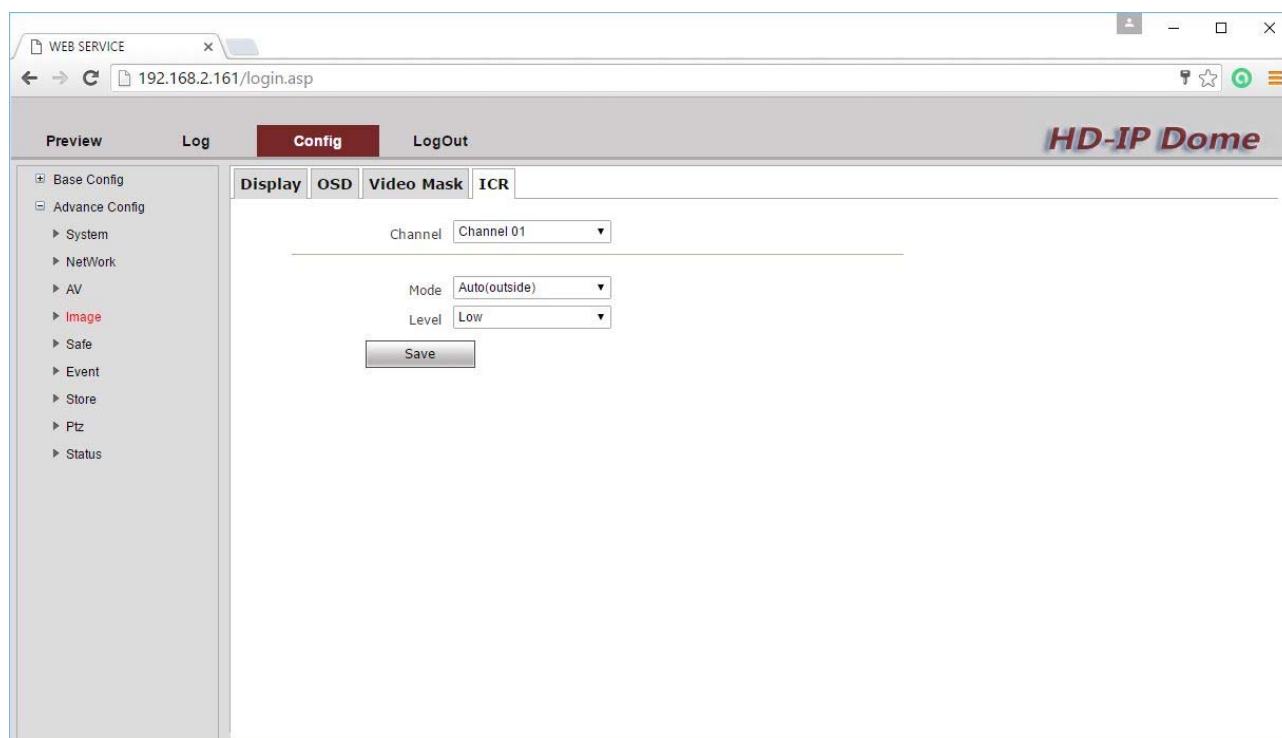 WEB SERVICE
192.168.2.161/login.asp
Preview Log Config LogOut HD-IP Dome
Base Config
Advance Config
System
NetWork
AV
Image
Safe
Event
Store
Ptz
Status
Display OSD Video Mask ICR
Channel Channel 01
Mode Auto(outside)
Level Low
Save